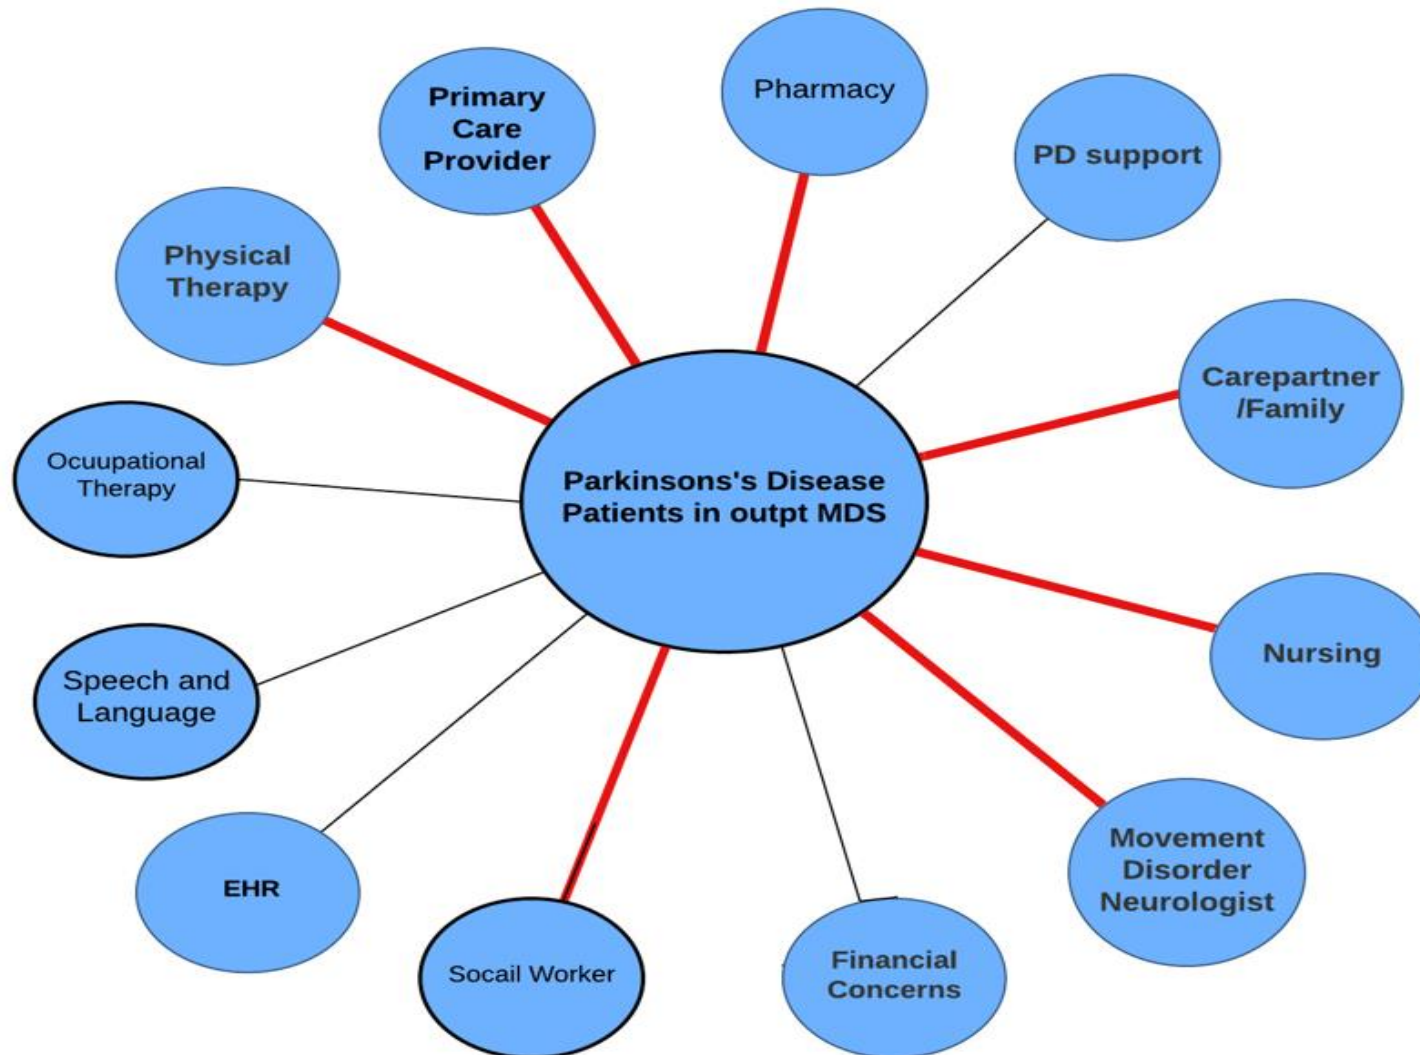 Primary
Care
Provider
Pharmacy
PD support
Physical
Therapy
Carepartner
/Family
Ocuupational
Therapy
Parkinsons's Disease
Patients in outpt MDS
Nursing
Speech and
Language
Movement
Disorder
Neurologist
EHR
Socail Worker
Financial
Concerns